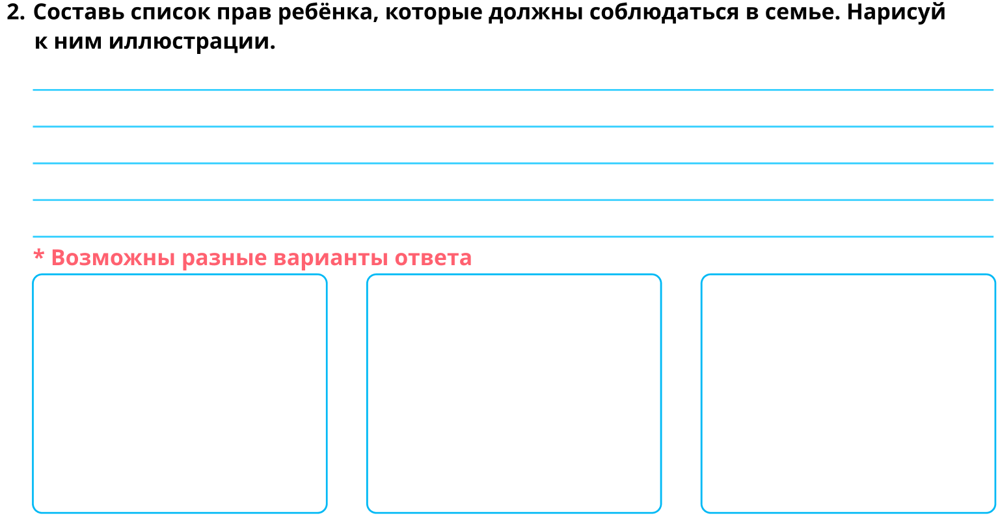 2. Составь список прав ребёнка, которые должны соблюдаться в семье. Нарисуй
к ним иллюстрации.
* Возможны разные варианты ответа